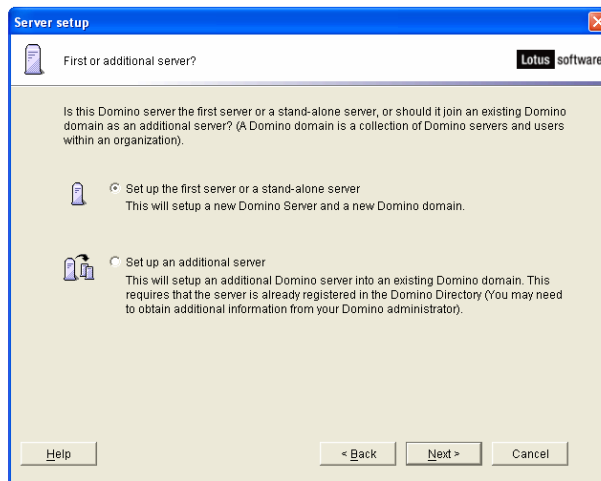 Server setup
First or additional server?
Lotus software
Is this Domino server the first server or a stand-alone server, or should it join an existing Domino
domain as an additional server? (A Domino domain is a collection of Domino servers and users
within an organization).
Set up the first server or a stand-alone server
This will setup a new Domino Server and a new Domino domain.
Set up an additional server
This will setup an additional Domino server into an existing Domino domain. This
requires that the server is already registered in the Domino Directory (You may need
to obtain additional information from your Domino administrator).
Help
< Back
Next >
Cancel